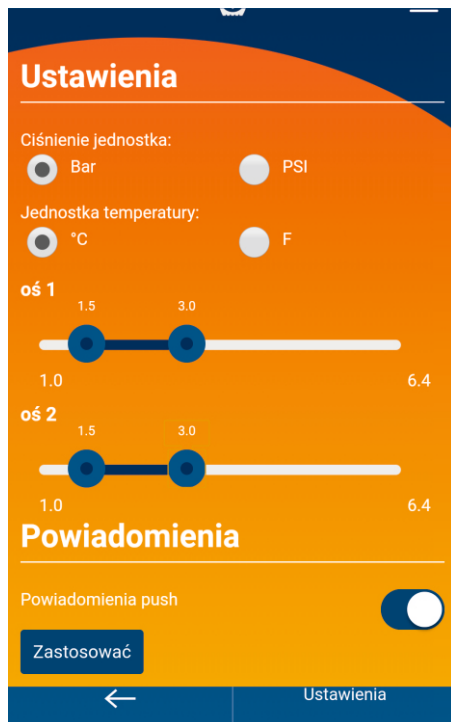 Ustawienia
Ciśnienie jednostka:
Bar PSI
Jednostka temperatury:
°C F
oś 1
1.5 3.0
1.0 6.4
oś 2
1.5 3.0
1.0 6.4
Powiadomienia
Powiadomienia push
Zastosować
Ustawienia